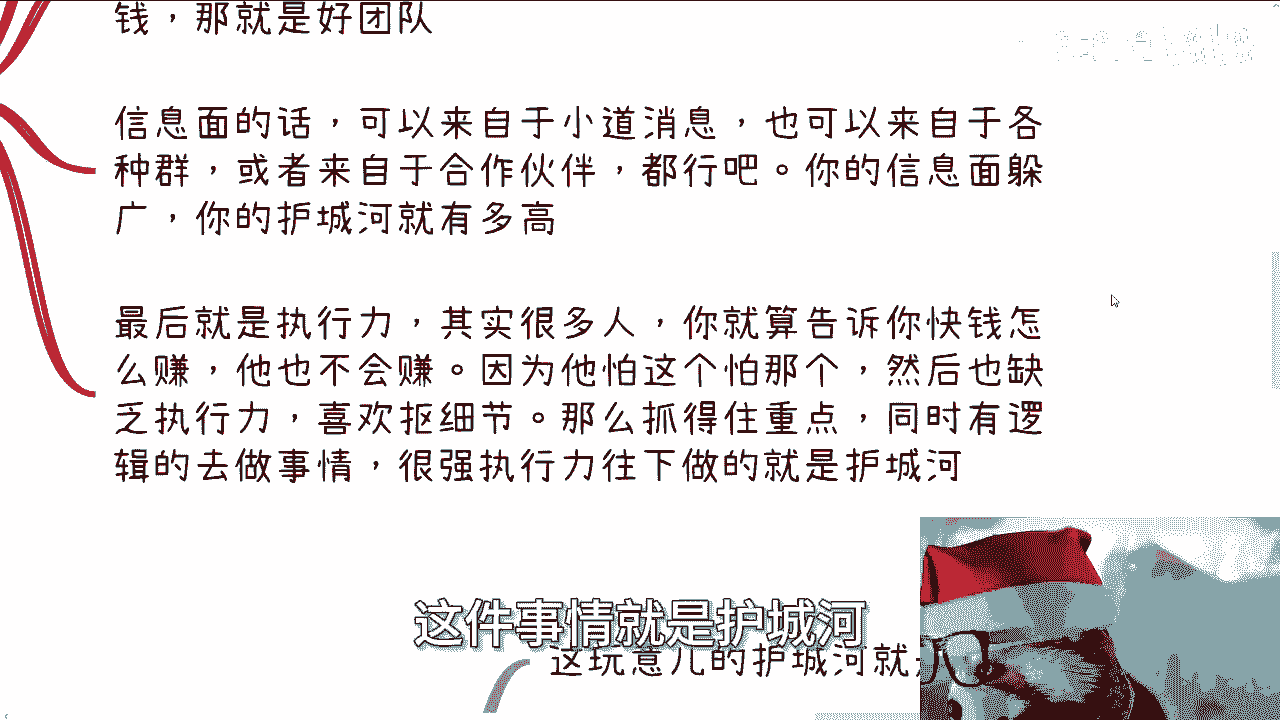 钱，那就是好团队
信息面的话，可以来自于小道消息，也可以来自于各
种群，或者来自于合作伙伴，都行吧。你的信息面躲
广，你的护城河就有多高
最后就是执行力，其实很多人，你就算告诉你快钱怎
么赚，他也不会赚。因为他怕这个怕那个，然后也缺
乏执行力，喜欢抠细节。那么抓得住重点，同时有逻
辑的去做事情，很强执行力往下做的就是护城河
这件事情就是护城河
这玩意儿的护城河就